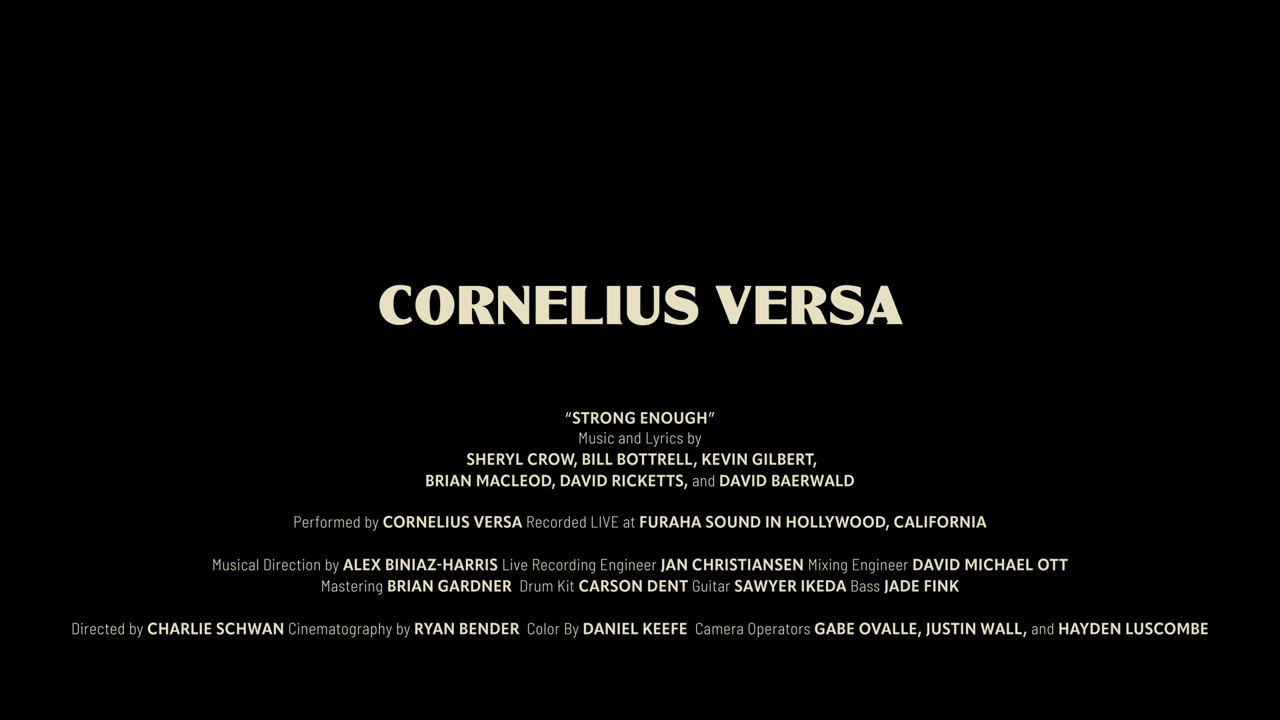 CORNELIUS VERSA
“STRONG ENOUGH”
Music and Lyrics by
SHERYL CROW, BILL BOTTRELL, KEVIN GILBERT,
BRIAN MACLEOD, DAVID RICKETTS, and DAVID BAERWALD
Performed by CORNELIUS VERSA Recorded LIVE at FURAHA SOUND IN HOLLYWOOD, CALIFORNIA
Musical Direction by ALEX BINIAZ-HARRIS Live Recording Engineer JAN CHRISTIANSEN Mixing Engineer DAVID MICHAEL OTT
Mastering BRIAN GARDNER Drum Kit CARSON DENT Guitar SAWYER IKEDA Bass JADE FINK
Directed by CHARLIE SCHWAN Cinematography by RYAN BENDER Color By DANIEL KEEFE Camera Operators GABE OVALLE, JUSTIN WALL, and HAYDEN LUSCOMBE